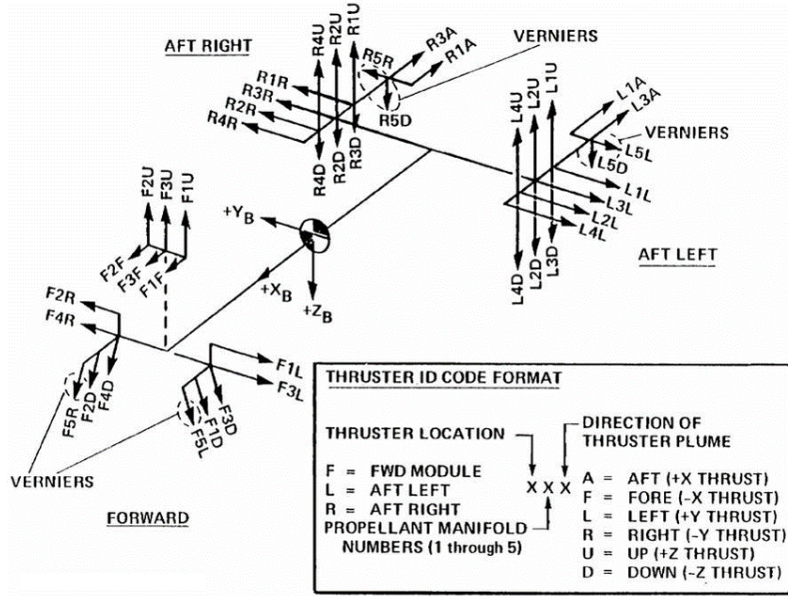 AFT RIGHT
VERNIERS
R4U
R2U
R1U
R5R
R3A
R1A
R1R
R3R
R2R
R4R
R5D
R4D
R2D
R3D
L4U
L2U
L1U
L1A
L3A
VERNIERS
L5L
L5D
L1L
L3L
L2L
L4L
L4D
L2D
L3D
AFT LEFT
F2U
F3U
F1U
F2F
F3F
F1F
+YB
+XB
+ZB
F2R
F4R
F1L
F3L
F5R
F2D
F4D
F5L
F1D
F3D
VERNIERS
FORWARD
THRUSTER ID CODE FORMAT
THRUSTER LOCATION
DIRECTION OF
THRUSTER PLUME
F = FWD MODULE
L = AFT LEFT
R = AFT RIGHT
PROPELLANT MANIFOLD
NUMBERS (1 through 5)
X X X
A = AFT (+X THRUST)
F = FORE (-X THRUST)
L = LEFT (+Y THRUST)
R = RIGHT (-Y THRUST)
U = UP (+Z THRUST)
D = DOWN (-Z THRUST)